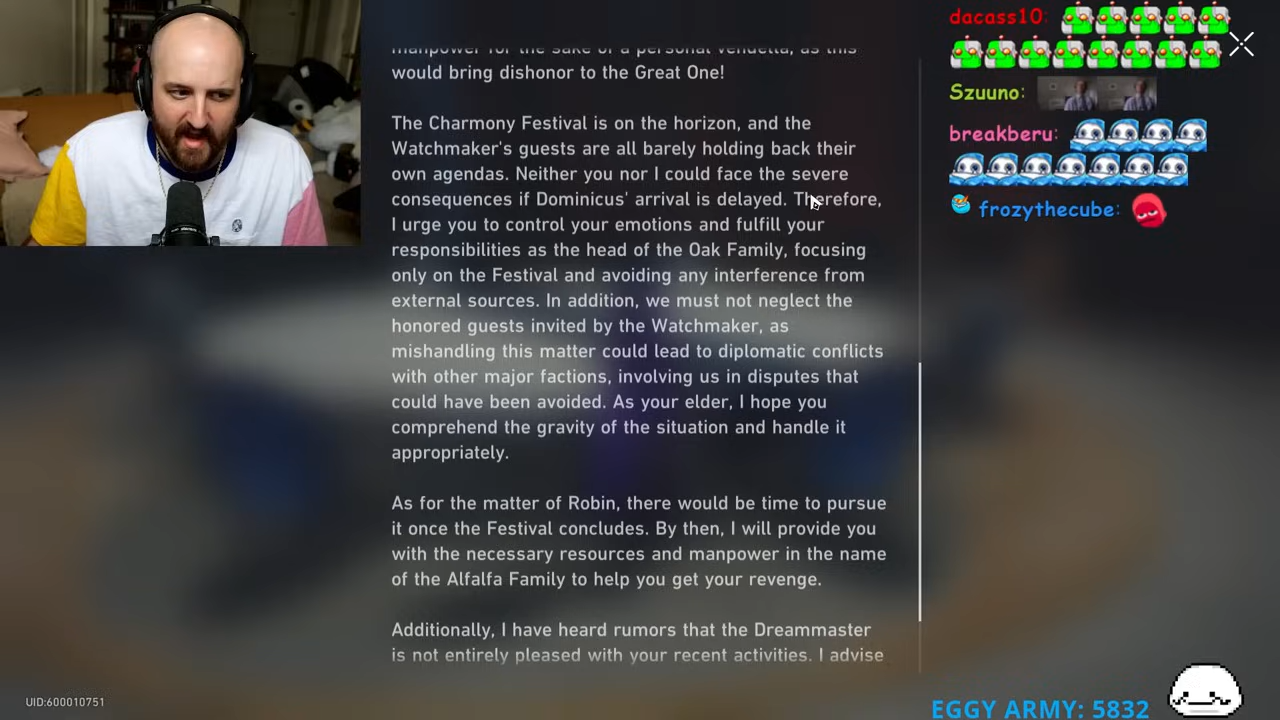 manpower for the sake of a personal vendetta, as this
would bring dishonor to the Great One!
The Charmony Festival is on the horizon, and the
Watchmaker's guests are all barely holding back their
own agendas. Neither you nor I could face the severe
consequences if Dominicus' arrival is delayed. Therefore,
I urge you to control your emotions and fulfill your
responsibilities as the head of the Oak Family, focusing
only on the Festival and avoiding any interference from
external sources. In addition, we must not neglect the
honored guests invited by the Watchmaker, as
mishandling this matter could lead to diplomatic conflicts
with other major factions, involving us in disputes that
could have been avoided. As your elder, I hope you
comprehend the gravity of the situation and handle it
appropriately.
As for the matter of Robin, there would be time to pursue
it once the Festival concludes. By then, I will provide you
with the necessary resources and manpower in the name
of the Alfalfa Family to help you get your revenge.
Additionally, I have heard rumors that the Dreammaster
is not entirely pleased with your recent activities. I advise
dacass10:
Szuuno:
breakberu:
frozythecube:
UID:600010751
EGGY ARMY: 5832